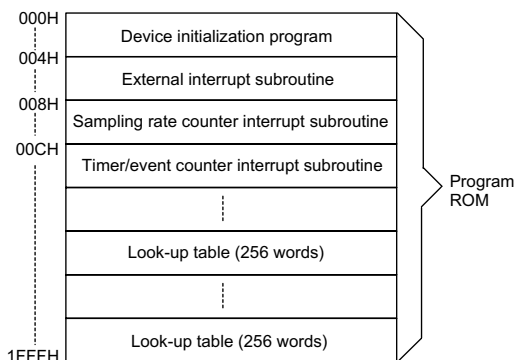 000H
Device initialization program
004H
External interrupt subroutine
008H
Sampling rate counter interrupt subroutine
00CH
Timer/event counter interrupt subroutine
Program
ROM
Look-up table (256 words)
Look-up table (256 words)
1FFFH